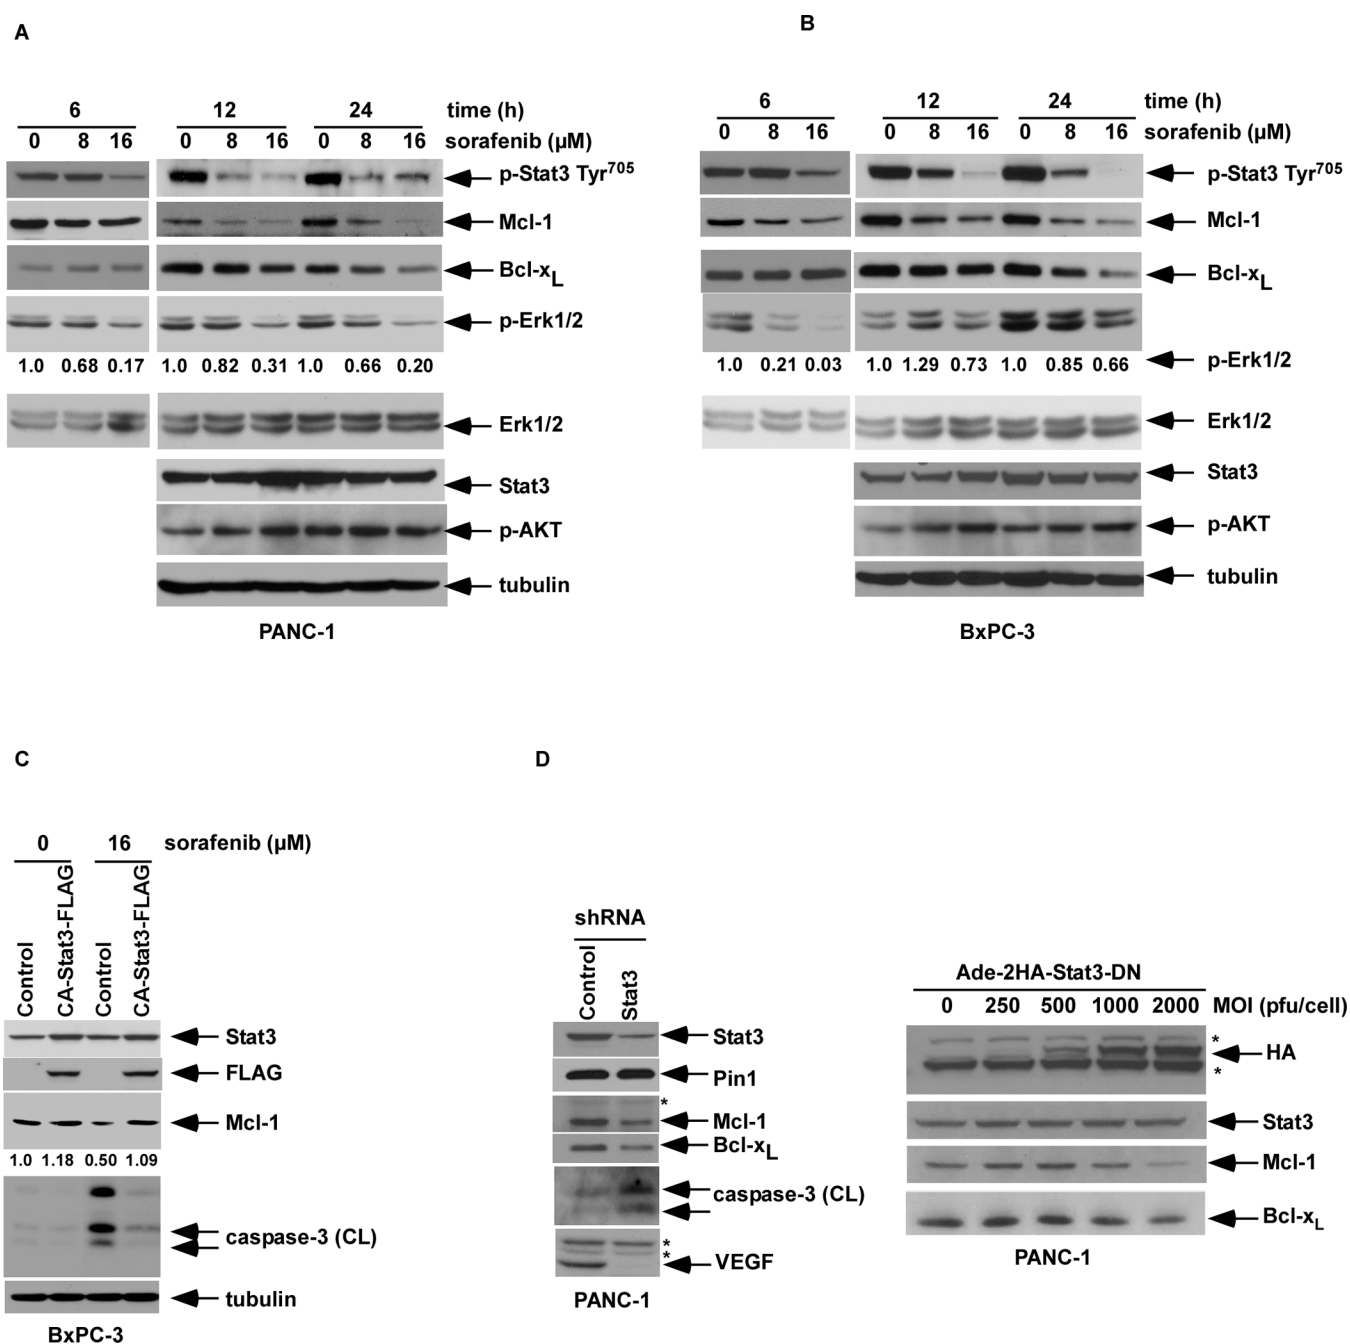 A
6 12 24 time (h)
0 8 16 0 8 16 0 8 16 sorafenib (µM)
p-Stat3 Tyr705
Mcl-1
Bcl-xL
p-Erk1/2
1.0 0.68 0.17 1.0 0.82 0.31 1.0 0.66 0.20
Erk1/2
Stat3
p-AKT
tubulin
PANC-1
B
6 12 24 time (h)
0 8 16 0 8 16 0 8 16 sorafenib (µM)
p-Stat3 Tyr705
Mcl-1
Bcl-xL
1.0 0.21 0.03 1.0 1.29 0.73 1.0 0.85 0.66 p-Erk1/2
Erk1/2
Stat3
p-AKT
tubulin
BxPC-3
C
0 16 sorafenib (µM)
Control CA-Stat3-FLAG Control CA-Stat3-FLAG
Stat3
FLAG
Mcl-1
1.0 1.18 0.50 1.09
caspase-3 (CL)
tubulin
BxPC-3
D
shRNA
Control Stat3
Stat3
Pin1
*
Mcl-1
Bcl-xL
caspase-3 (CL)
*
*
VEGF
PANC-1
Ade-2HA-Stat3-DN
0 250 500 1000 2000 MOI (pfu/cell)
*
HA
*
Stat3
Mcl-1
Bcl-xL
PANC-1